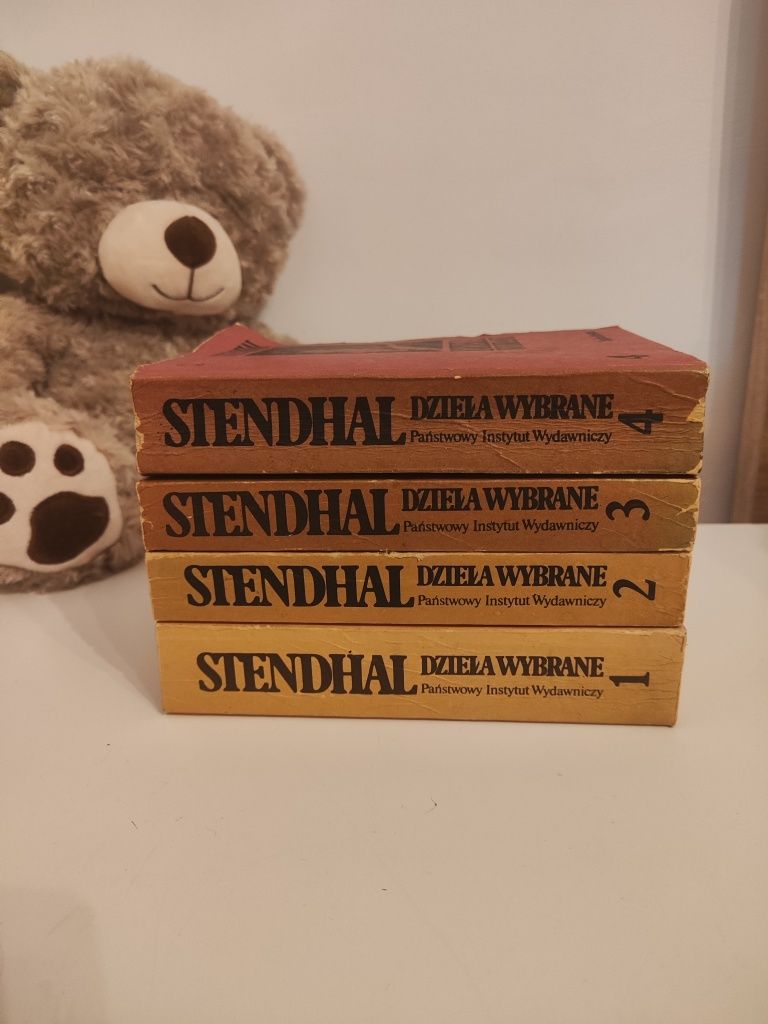 STENDHAL DZIEŁA WYBRANE 4
Państwowy Instytut Wydawniczy
STENDHAL DZIEŁA WYBRANE 3
Państwowy Instytut Wydawniczy
STENDHAL DZIEŁA WYBRANE 2
Państwowy Instytut Wydawniczy
STENDHAL DZIEŁA WYBRANE 1
Państwowy Instytut Wydawniczy